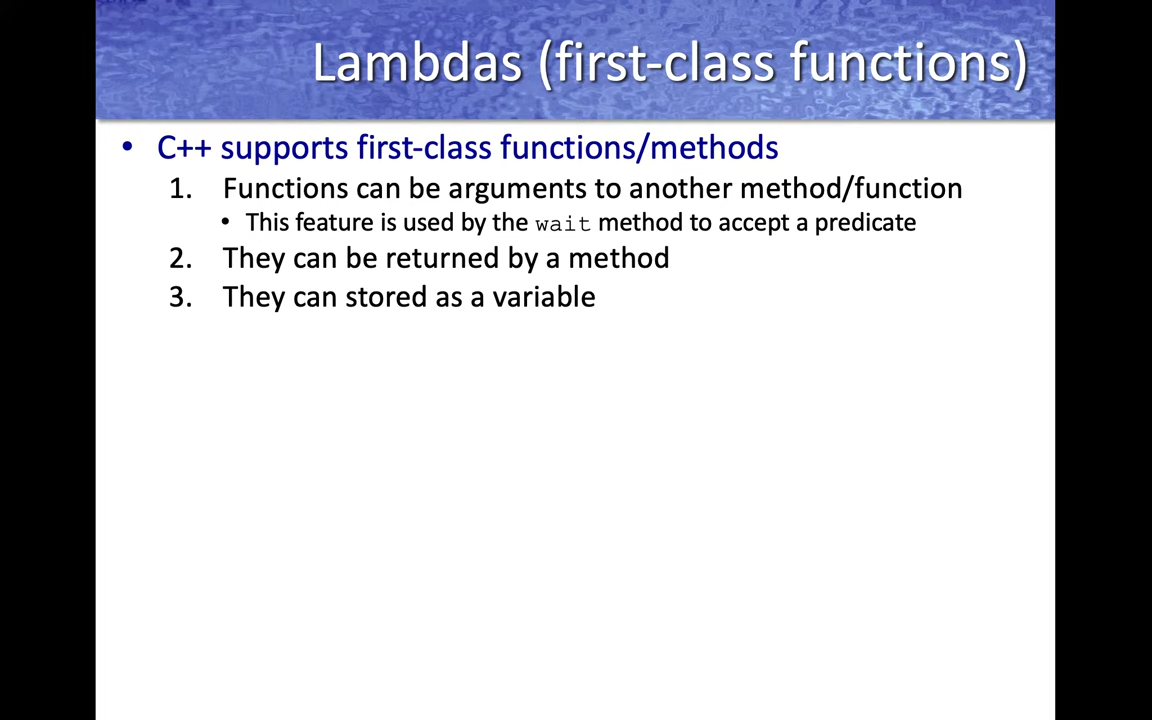 Lambdas (first-class functions)
• C++ supports first-class functions/methods
1. Functions can be arguments to another method/function
• This feature is used by the wait method to accept a predicate
2. They can be returned by a method
3. They can stored as a variable